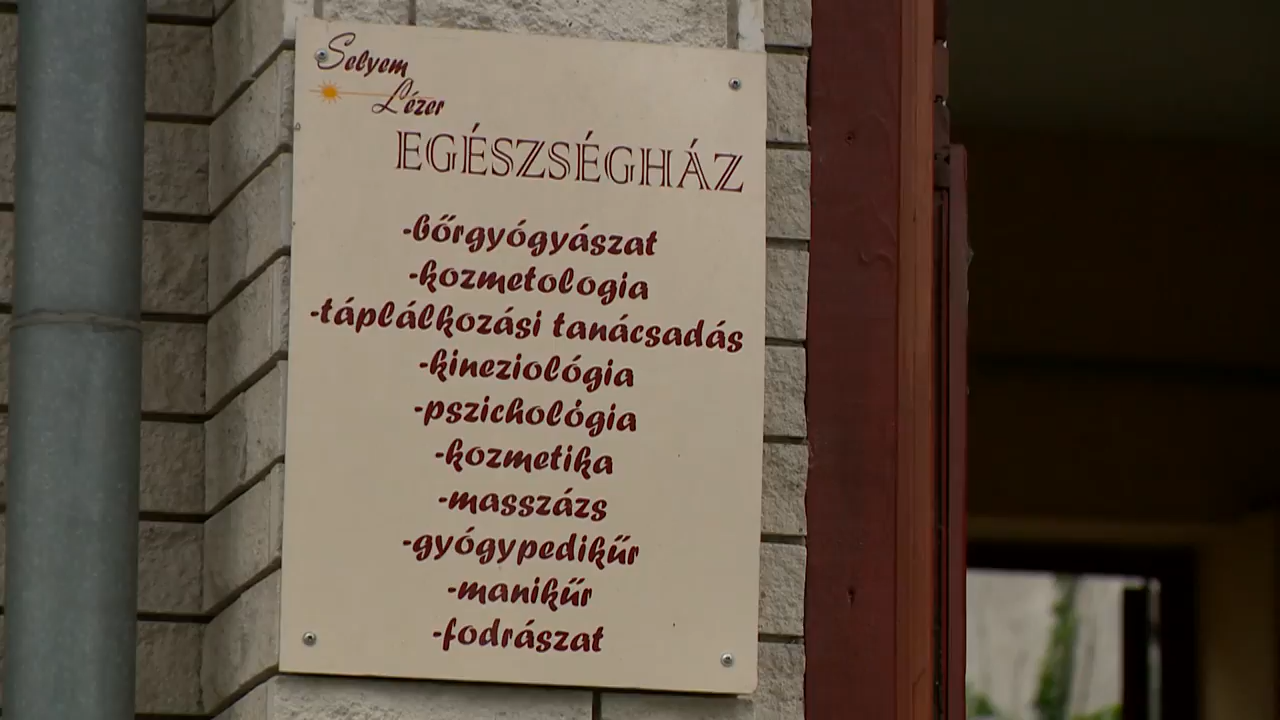 Selyem
Lézer
EGÉSZSÉGHÁZ
-bőrgyógyászat
-kozmetologia
-táplálkozási tanácsadás
-kineziológia
-pszichológia
-kozmetika
-masszázs
-gyógypedikűr
-manikűr
-fodrászat